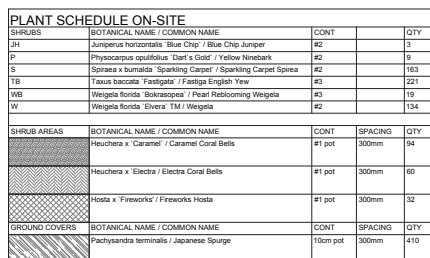 PLANT SCHEDULE ON-SITE
SHRUBS BOTANICAL NAME / COMMON NAME CONT QTY
JH Juniperus horizontalis `Blue Chip` / Blue Chip Juniper #2 3
P Physocarpus opulifolius `Dart`s Gold` / Yellow Ninebark #2 9
S Spiraea x bumalda `Sparkling Carpet` / Sparkling Carpet Spirea #2 163
TB Taxus baccata `Fastigata` / Fastiga English Yew #3 221
WB Weigela florida `Bokrasopea` / Pearl Reblooming Weigela #3 19
W Weigela florida `Elvera` TM / Weigela #2 134
SHRUB AREAS BOTANICAL NAME / COMMON NAME CONT SPACING QTY
Heuchera x `Caramel` / Caramel Coral Bells #1 pot 300mm 94
Heuchera x `Electra / Electra Coral Bells #1 pot 300mm 60
Hosta x `Fireworks` / Fireworks Hosta #1 pot 300mm 32
GROUND COVERS BOTANICAL NAME / COMMON NAME CONT SPACING QTY
Pachysandra terminalis / Japanese Spurge 10cm pot 300mm 410